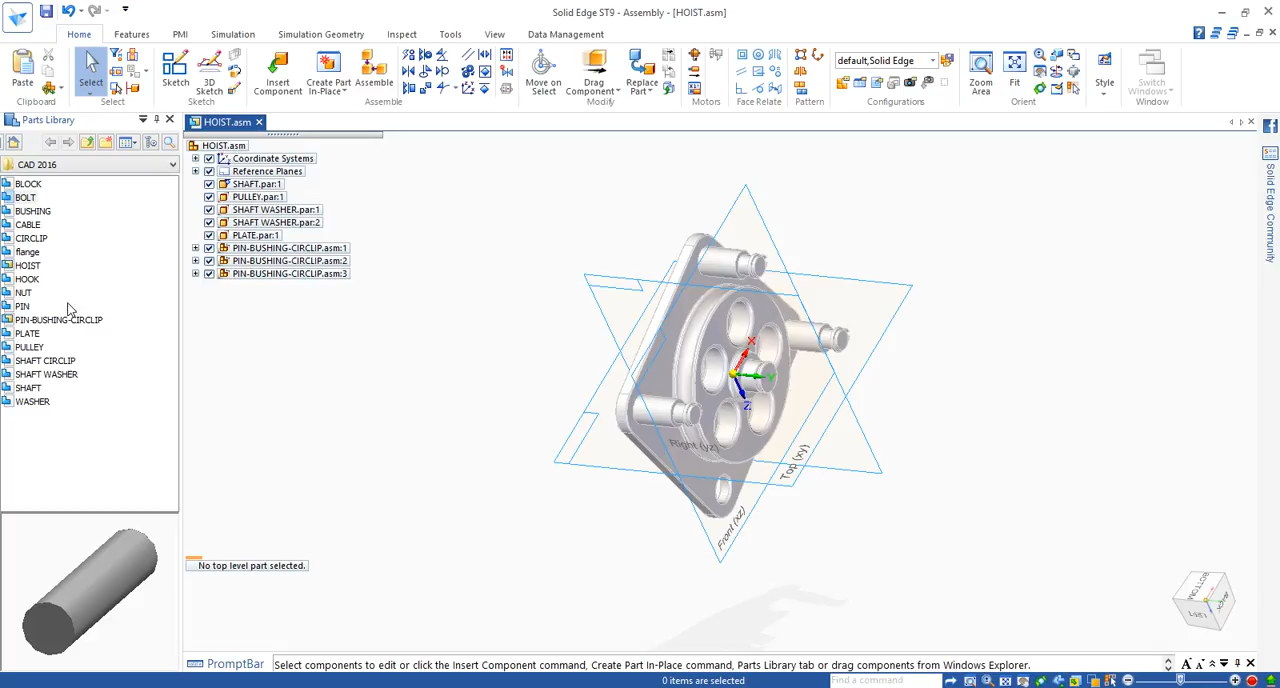 Solid Edge ST9 - Assembly - [HOIST.asm]
Home Features PMI Simulation Simulation Geometry Inspect Tools View Data Management
Paste
Clipboard
Select
Select
Sketch
3D Sketch
Sketch
Insert Component
Create Part In-Place
Assemble
Assemble
Face Relate
Move on Select
Drag Component
Replace Part
Modify
Motors
Pattern
default,Solid Edge
Configurations
Zoom Area
Fit
Orient
Style
Switch Windows
Window
Parts Library
CAD 2016
BLOCK
BOLT
BUSHING
CABLE
CIRCLIP
flange
HOIST
HOOK
NUT
PIN
PIN-BUSHING-CIRCLIP
PLATE
PULLEY
SHAFT CIRCLIP
SHAFT WASHER
SHAFT
WASHER
HOIST.asm
HOIST.asm
Coordinate Systems
Reference Planes
SHAFT.par:1
PULLEY.par:1
SHAFT WASHER.par:1
SHAFT WASHER.par:2
PLATE.par:1
PIN-BUSHING-CIRCLIP.asm:1
PIN-BUSHING-CIRCLIP.asm:2
PIN-BUSHING-CIRCLIP.asm:3
No top level part selected.
X
Z
Right (yz)
Top (xy)
Front (xz)
BOTTOM
Solid Edge Community
PromptBar
Select components to edit or click the Insert Component command, Create Part In-Place command, Parts Library tab or drag components from Windows Explorer.
0 items are selected
Find a command